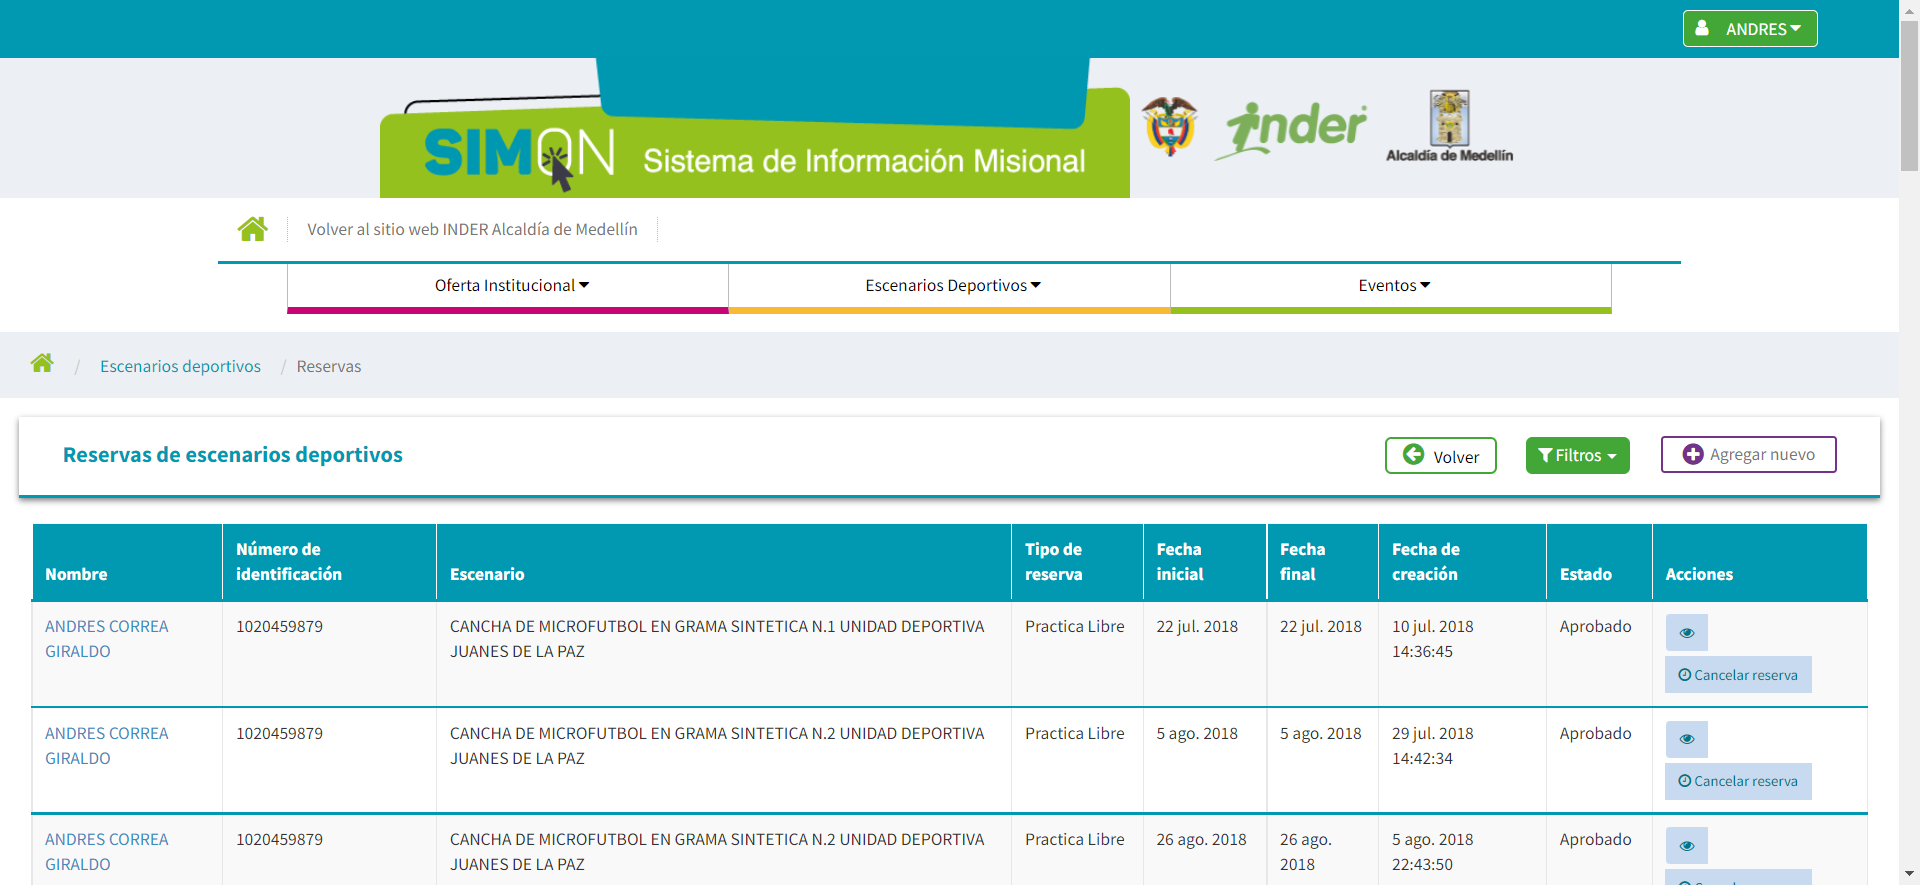 ANDRES
SIMON Sistema de Información Misional
inder
Alcaldía de Medellín
Volver al sitio web INDER Alcaldía de Medellín
Oferta Institucional
Escenarios Deportivos
Eventos
/ Escenarios deportivos / Reservas
Reservas de escenarios deportivos
Volver
Filtros
Agregar nuevo
Nombre
Número de
identificación
Escenario
Tipo de
reserva
Fecha
inicial
Fecha
final
Fecha de
creación
Estado
Acciones
ANDRES CORREA
GIRALDO
1020459879
CANCHA DE MICROFUTBOL EN GRAMA SINTETICA N.1 UNIDAD DEPORTIVA
JUANES DE LA PAZ
Practica Libre
22 jul. 2018
22 jul. 2018
10 jul. 2018
14:36:45
Aprobado
Cancelar reserva
ANDRES CORREA
GIRALDO
1020459879
CANCHA DE MICROFUTBOL EN GRAMA SINTETICA N.2 UNIDAD DEPORTIVA
JUANES DE LA PAZ
Practica Libre
5 ago. 2018
5 ago. 2018
29 jul. 2018
14:42:34
Aprobado
Cancelar reserva
ANDRES CORREA
GIRALDO
1020459879
CANCHA DE MICROFUTBOL EN GRAMA SINTETICA N.2 UNIDAD DEPORTIVA
JUANES DE LA PAZ
Practica Libre
26 ago. 2018
26 ago.
2018
5 ago. 2018
22:43:50
Aprobado